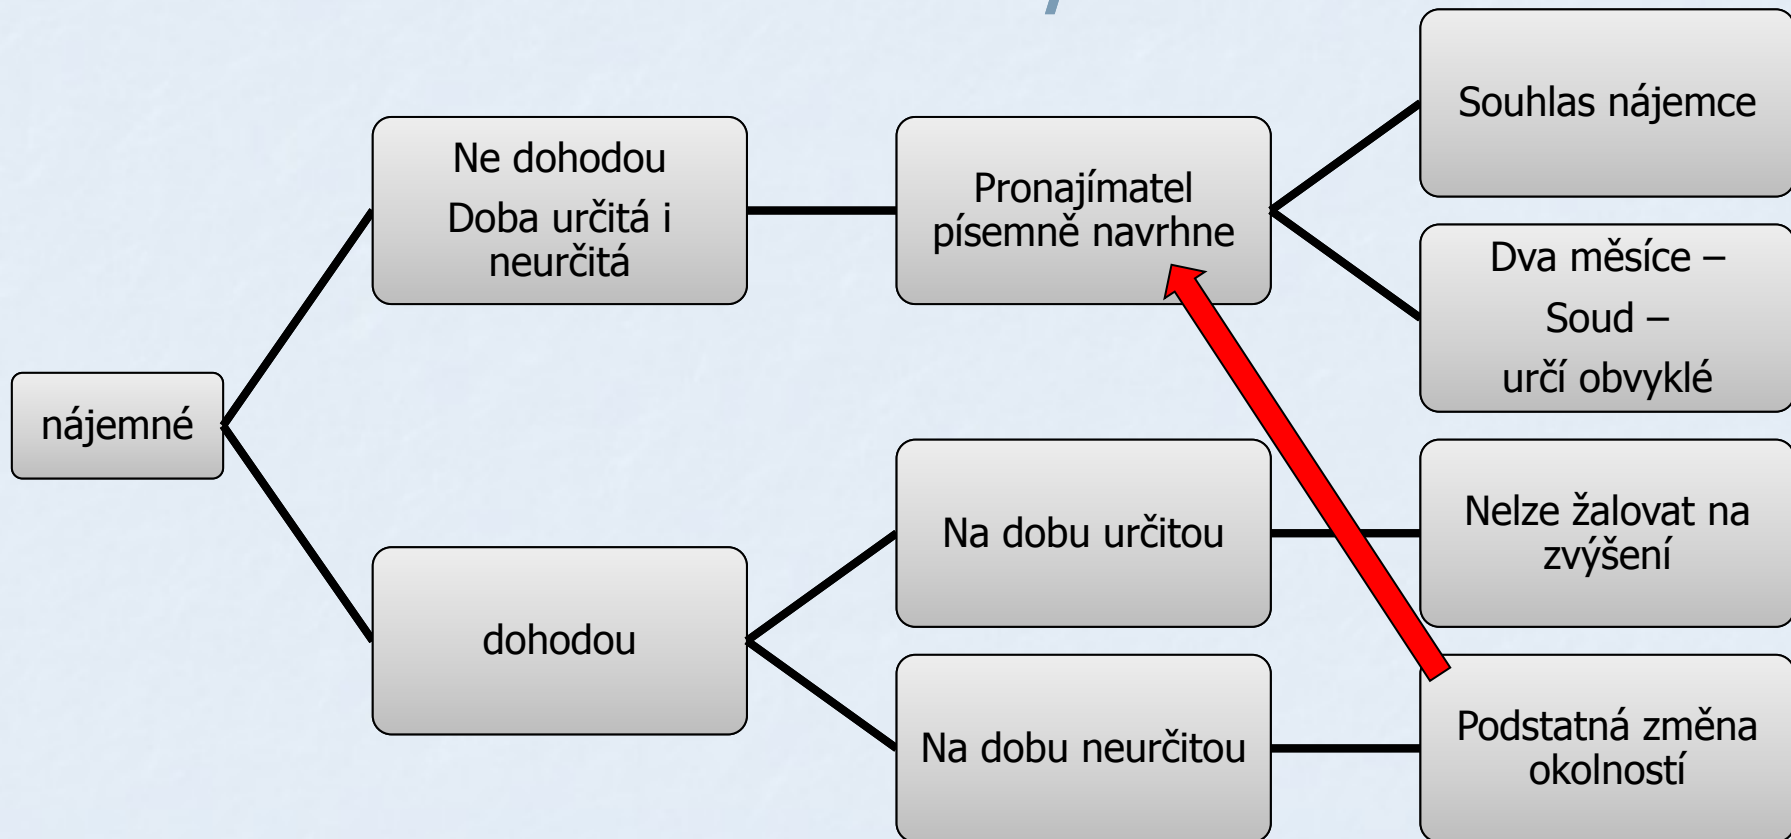 nájemné
Ne dohodou
Doba určitá i
neurčitá
Pronajímatel
písemně navrhne
Souhlas nájemce
Dva měsíce –
Soud –
určí obvyklé
dohodou
Na dobu určitou
Nelze žalovat na
zvýšení
Na dobu neurčitou
Podstatná změna
okolností